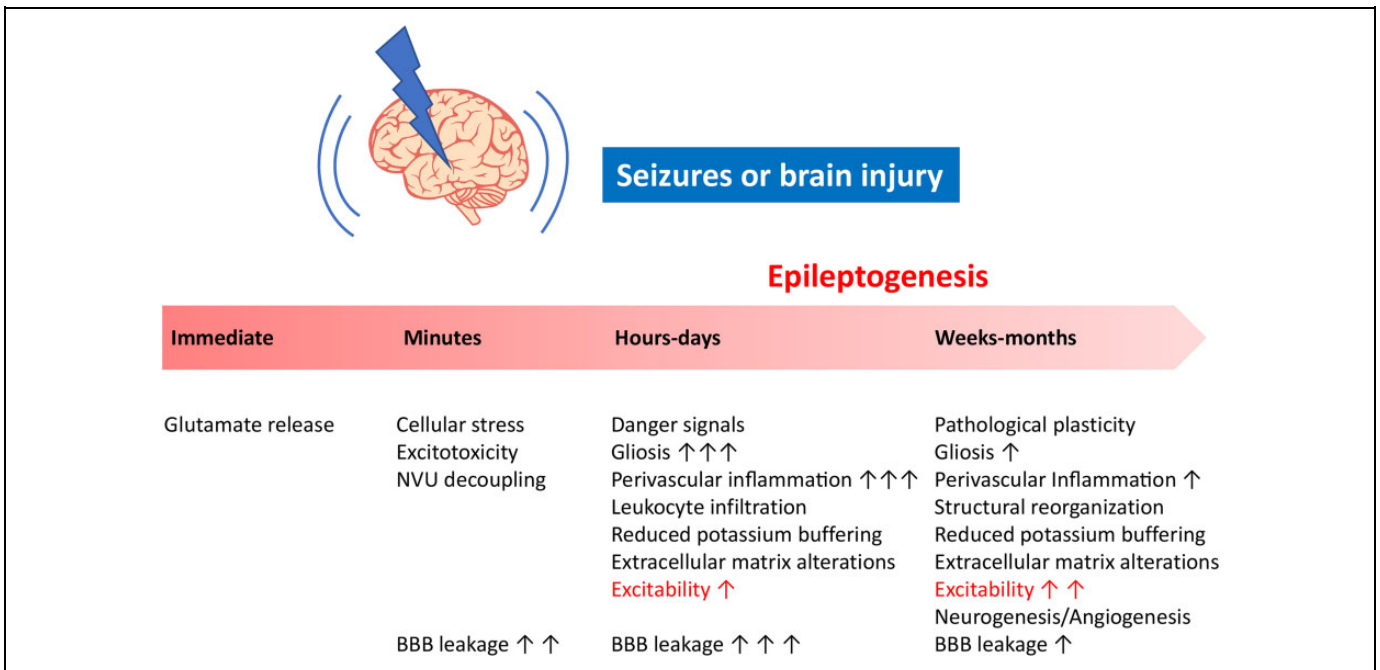 Seizures or brain injury
Epileptogenesis
Immediate
Minutes
Hours-days
Weeks-months
Glutamate release
Cellular stress
Excitotoxicity
NVU decoupling
BBB leakage ↑ ↑
Danger signals
Gliosis ↑↑↑
Perivascular inflammation ↑↑↑
Leukocyte infiltration
Reduced potassium buffering
Extracellular matrix alterations
Excitability ↑
BBB leakage ↑ ↑ ↑
Pathological plasticity
Gliosis ↑
Perivascular Inflammation ↑
Structural reorganization
Reduced potassium buffering
Extracellular matrix alterations
Excitability ↑ ↑
Neurogenesis/Angiogenesis
BBB leakage ↑